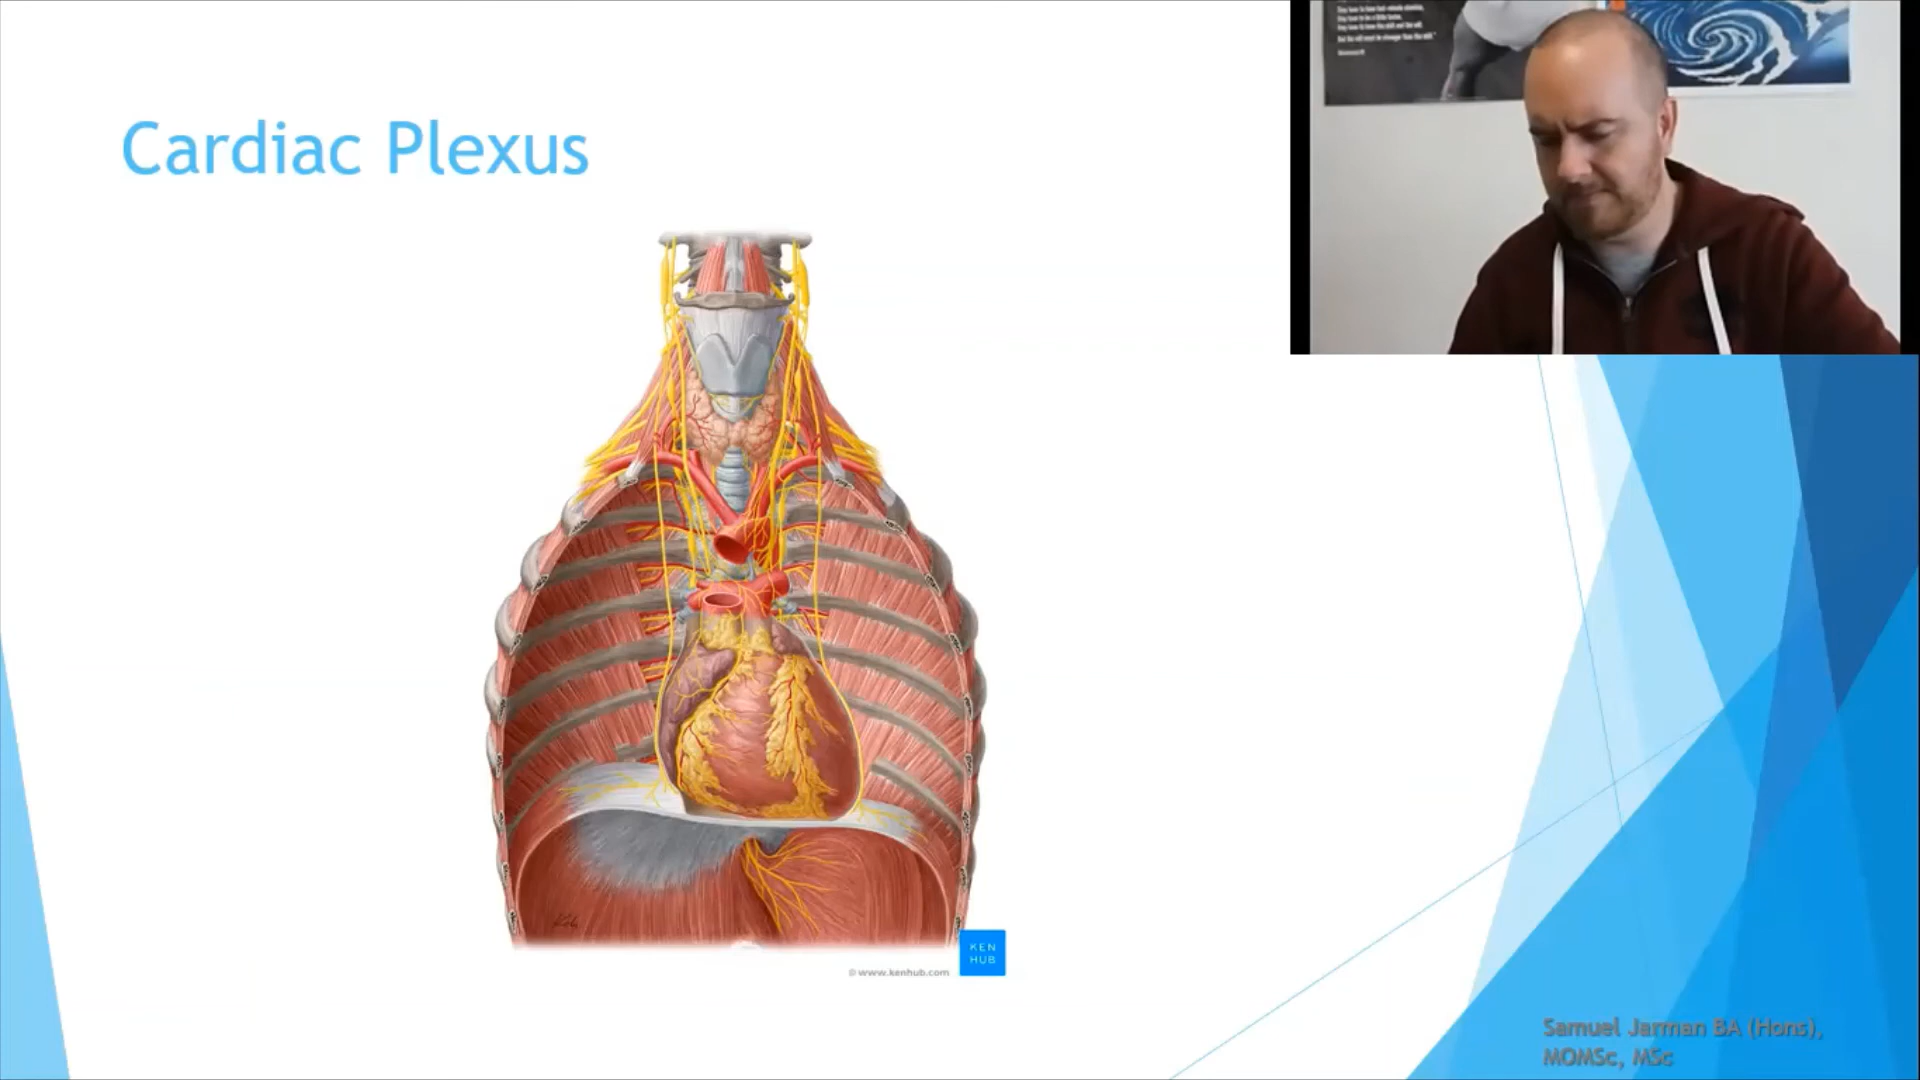 Cardiac Plexus
KEN
HUB
© www.kenhub.com
Samuel Jarman BA (Hons),
MOMSc, MSc